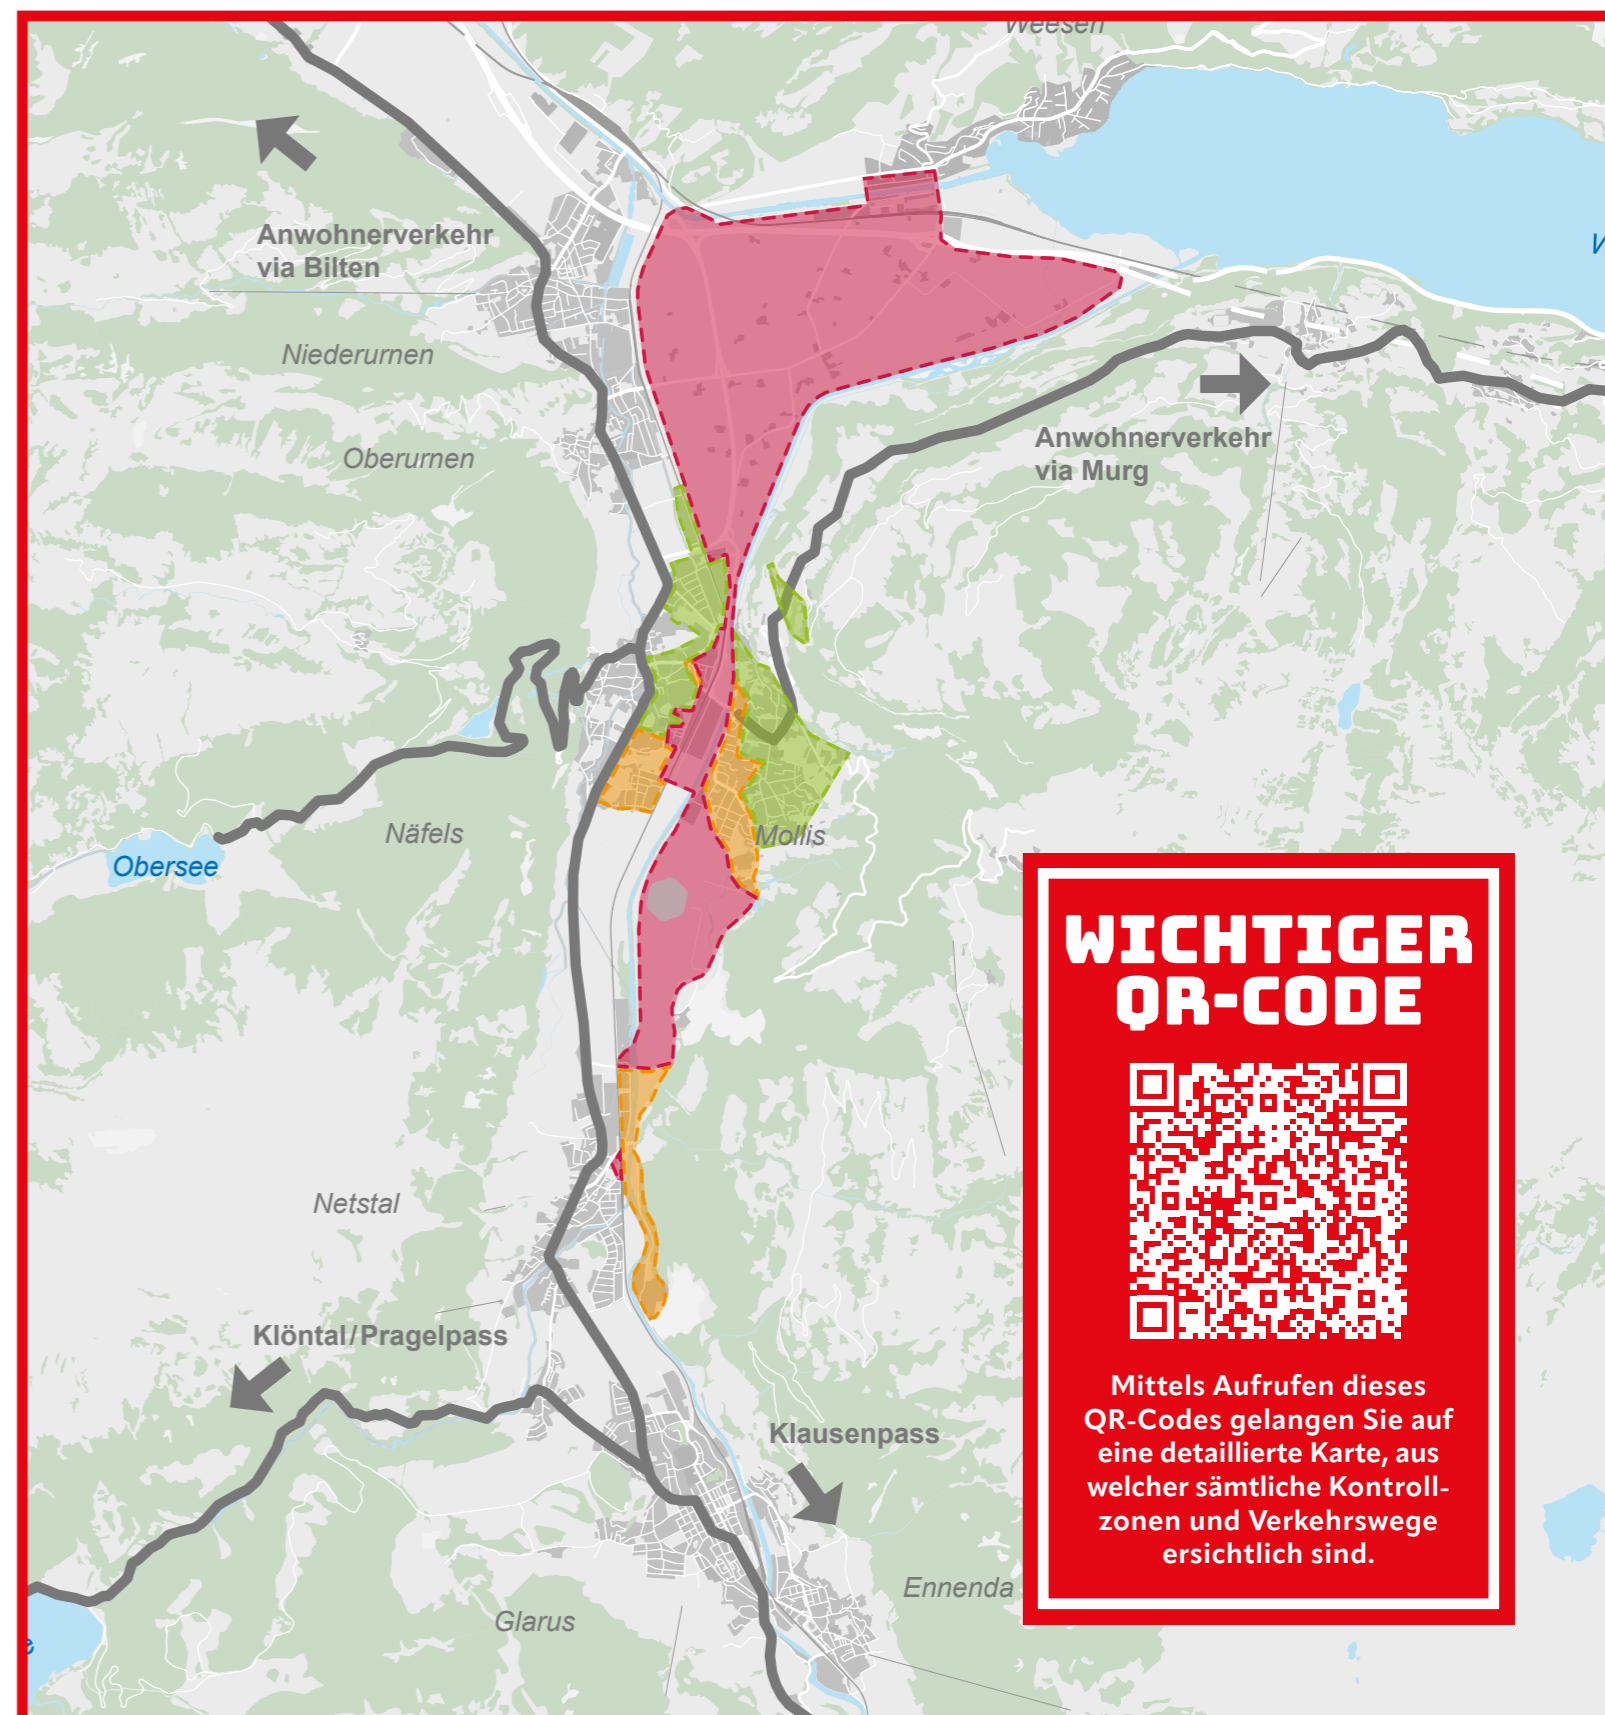 Weesen
Anwohnerverkehr
via Bilten
Niederurnen
Oberurnen
Anwohnerverkehr
via Murg
Näfels
Mollis
Obersee
WICHTIGER
QR-CODE
Mittels Aufrufen dieses
QR-Codes gelangen Sie auf
eine detaillierte Karte, aus
welcher sämtliche Kontroll-
zonen und Verkehrswege
ersichtlich sind.
Netstal
Klöntal/Pragelpass
Klausenpass
Ennenda
Glarus